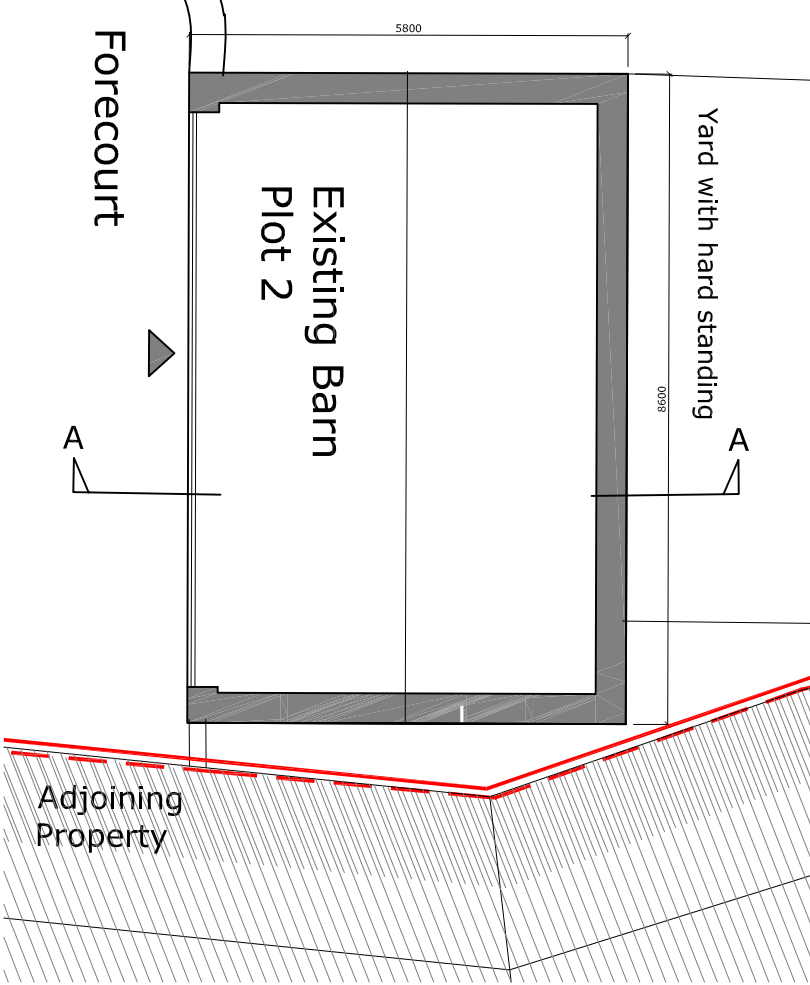 5800
Forecourt
Yard with hard standing
Existing Barn
Plot 2
8600
A
A
Adjoining
Property